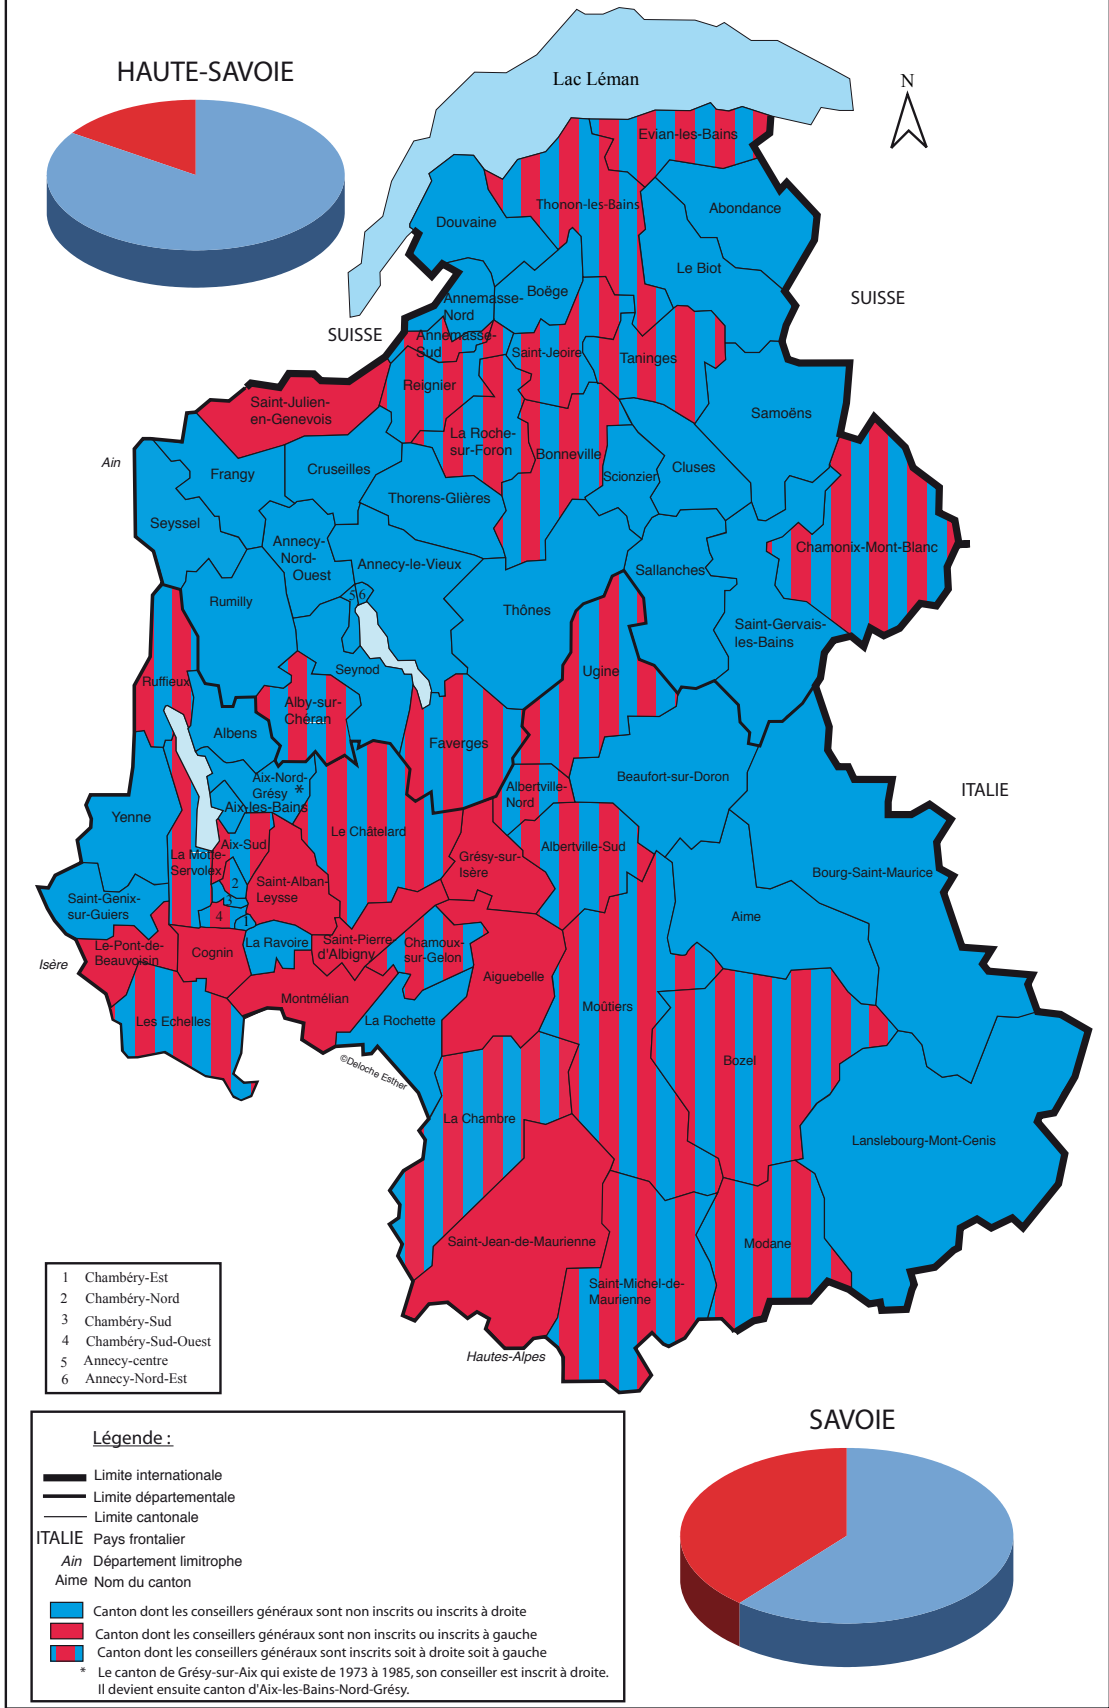 HAUTE-SAVOIE
Lac Léman
N
Evian-les-Bains
Thonon-les-Bains
Abondance
Douvaine
Le Biot
Boëge
Annemasse-
Nord
SUISSE
SUISSE
Annemasse-
Sud
Saint-Jeoire
Taninges
Reignier
Saint-Julien-
en-Genevois
Samoëns
La Roche-
sur-Foron
Bonneville
Ain
Frangy
Cruseilles
Scionzier
Cluses
Thorens-Glières
Seyssel
Annecy-
Nord-
Ouest
Annecy-le-Vieux
Chamonix-Mont-Blanc
Sallanches
5
6
Rumilly
Thônes
Saint-Gervais-
les-Bains
Seynod
Ugine
Ruffieux
Alby-sur-
Chéran
Albens
Faverges
Aix-Nord-
Grésy
*
Beaufort-sur-Doron
ITALIE
Albertville-
Nord
Aix-les-Bains
Yenne
Le Châtelard
Aix-Sud
Albertville-Sud
La Motte-
Servolex
Grésy-sur-
Isère
Bourg-Saint-Maurice
2
Saint-Alban-
Leysse
Saint-Genix-
sur-Guiers
3
4
1
Aime
Le-Pont-de-
Beauvoisin
Cognin
La Ravoire
Saint-Pierre-
d'Albigny
Chamoux-
sur-Gelon
Isère
Aiguebelle
Montmélian
Moûtiers
Les Echelles
La Rochette
Bozel
©Deloche Esther
La Chambre
Lanslebourg-Mont-Cenis
Saint-Jean-de-Maurienne
Modane
Saint-Michel-de-
Maurienne
Hautes-Alpes
1 Chambéry-Est
2 Chambéry-Nord
3 Chambéry-Sud
4 Chambéry-Sud-Ouest
5 Annecy-centre
6 Annecy-Nord-Est
SAVOIE
Légende :
Limite internationale
Limite départementale
Limite cantonale
ITALIE Pays frontalier
Ain Département limitrophe
Aime Nom du canton
Canton dont les conseillers généraux sont non inscrits ou inscrits à droite
Canton dont les conseillers généraux sont non inscrits ou inscrits à gauche
Canton dont les conseillers généraux sont inscrits soit à droite soit à gauche
* Le canton de Grésy-sur-Aix qui existe de 1973 à 1985, son conseiller est inscrit à droite.
Il devient ensuite canton d'Aix-les-Bains-Nord-Grésy.